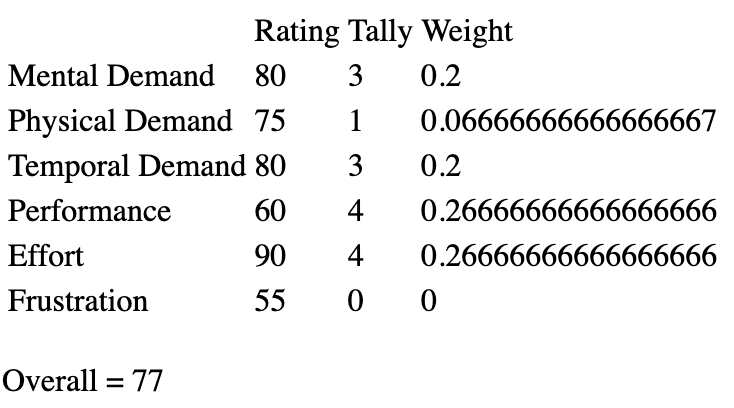 Rating Tally Weight
Mental Demand 80 3 0.2
Physical Demand 75 1 0.06666666666666667
Temporal Demand 80 3 0.2
Performance 60 4 0.26666666666666666
Effort 90 4 0.26666666666666666
Frustration 55 0 0
Overall = 77